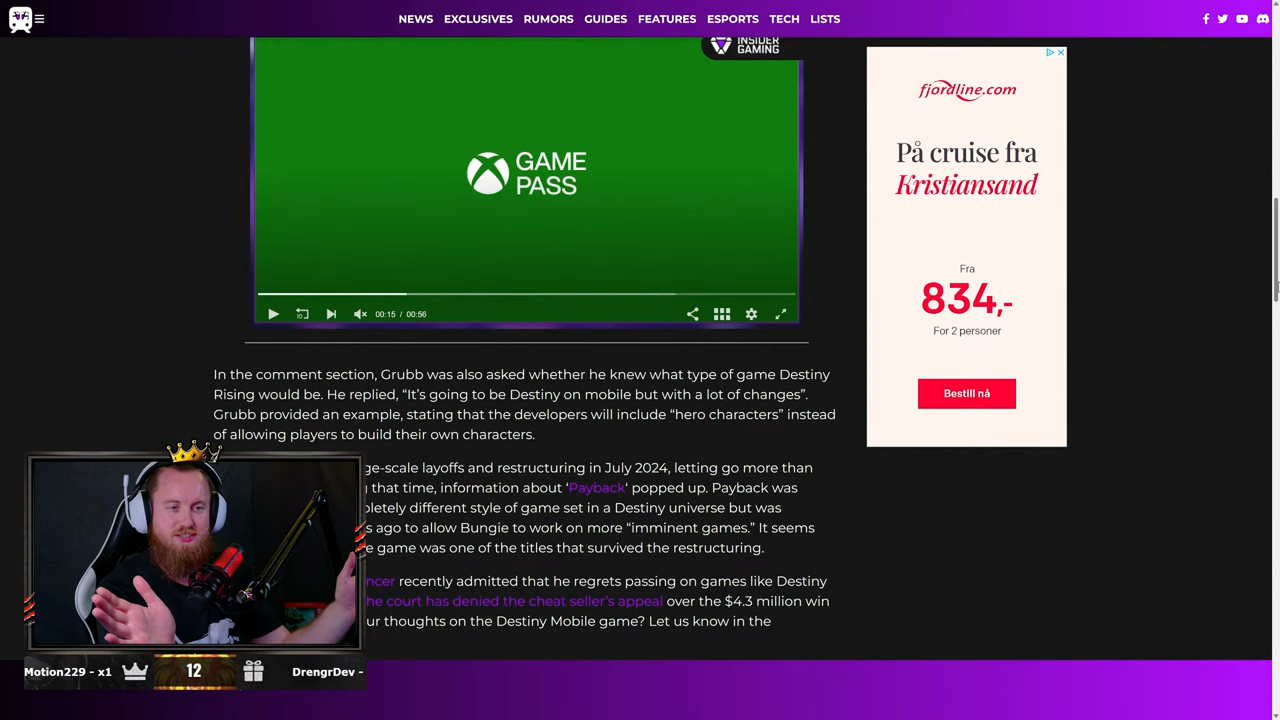 NEWS EXCLUSIVES RUMORS GUIDES FEATURES ESPORTS TECH LISTS
INSIDER
GAMING
GAME
PASS
00:15 / 00:56
In the comment section, Grubb was also asked whether he knew what type of game Destiny
Rising would be. He replied, “It’s going to be Destiny on mobile but with a lot of changes”.
Grubb provided an example, stating that the developers will include “hero characters” instead
of allowing players to build their own characters.
ge-scale layoffs and restructuring in July 2024, letting go more than
that time, information about ‘Payback‘ popped up. Payback was
pletely different style of game set in a Destiny universe but was
s ago to allow Bungie to work on more “imminent games.” It seems
e game was one of the titles that survived the restructuring.
ncer recently admitted that he regrets passing on games like Destiny
he court has denied the cheat seller’s appeal over the $4.3 million win
ur thoughts on the Destiny Mobile game? Let us know in the
fjordline.com
På cruise fra
Kristiansand
Fra
834,-
For 2 personer
Bestill nå
Motion229 - x1 12 DrengrDev -